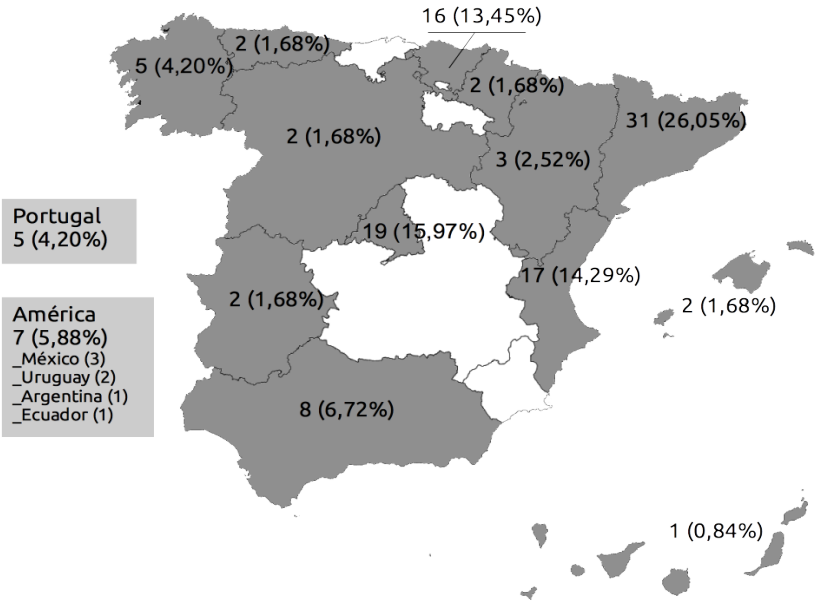 16 (13,45%)
2 (1,68%)
5 (4,20%)
2 (1,68%)
31 (26,05%)
2 (1,68%)
3 (2,52%)
Portugal
5 (4,20%)
19 (15,97%)
17 (14,29%)
2 (1,68%)
2 (1,68%)
América
7 (5,88%)
_México (3)
_Uruguay (2)
_Argentina (1)
_Ecuador (1)
8 (6,72%)
1 (0,84%)